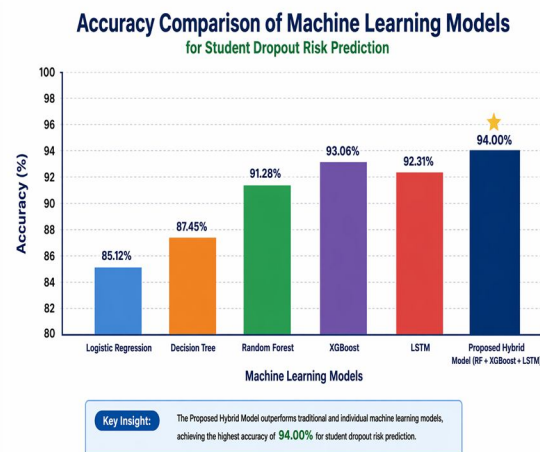 Accuracy Comparison of Machine Learning Models
for Student Dropout Risk Prediction
Accuracy (%)
100
98
96
94
92
90
88
86
84
82
80
85.12%
87.45%
91.28%
93.06%
92.31%
94.00%
Logistic Regression
Decision Tree
Random Forest
XGBoost
LSTM
Proposed Hybrid
Model (RF + XGBoost + LSTM
Machine Learning Models
Key Insight:
The Proposed Hybrid Model outperforms traditional and individual machine learning models,
achieving the highest accuracy of 94.00% for student dropout risk prediction.